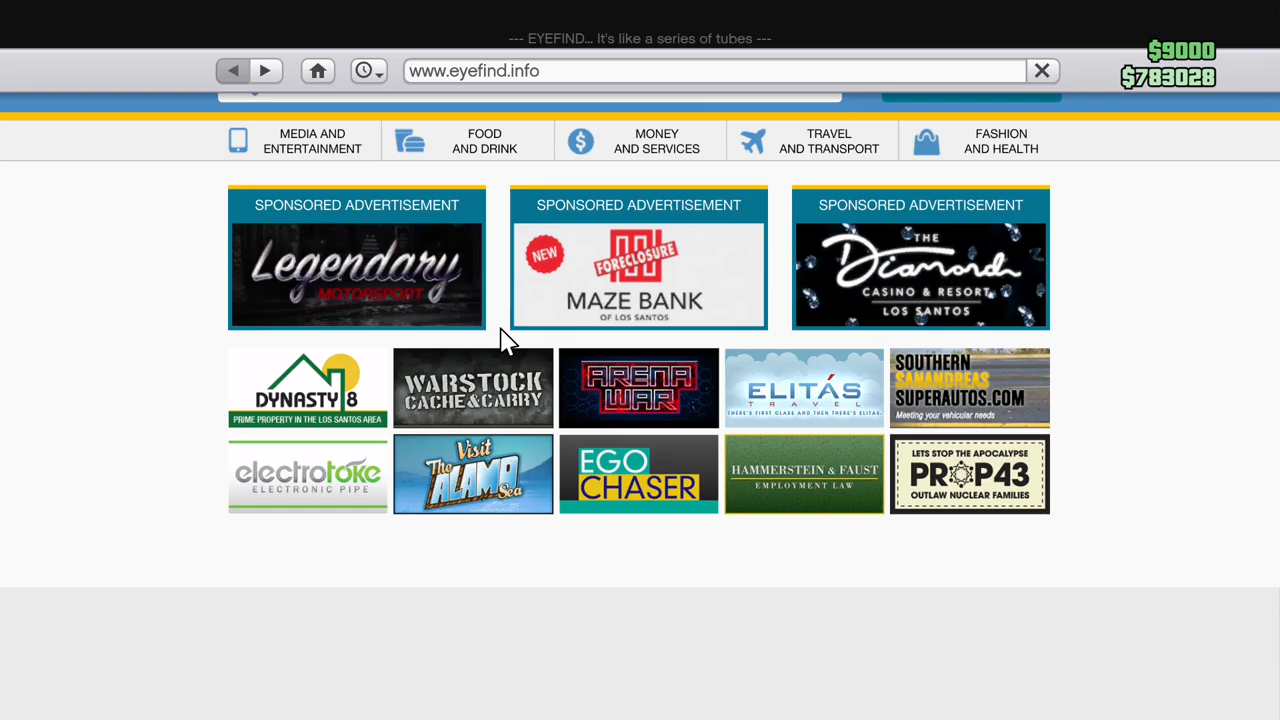 --- EYEFIND... It's like a series of tubes ---
$9000
www.eyefind.info
$783028
MEDIA AND
ENTERTAINMENT
FOOD
AND DRINK
MONEY
AND SERVICES
TRAVEL
AND TRANSPORT
FASHION
AND HEALTH
SPONSORED ADVERTISEMENT
Legendary
MOTORSPORT
SPONSORED ADVERTISEMENT
NEW
FORECLOSURE
MAZE BANK
OF LOS SANTOS
SPONSORED ADVERTISEMENT
THE
Diamond
CASINO & RESORT
LOS SANTOS
DYNASTY 8
PRIME PROPERTY IN THE LOS SANTOS AREA
WARSTOCK
CACHE & CARRY
ARENA
WAR
ELITÁS
TRAVEL
THERE'S FIRST CLASS AND THEN THERE'S ELITAS.
SOUTHERN
SANANDREAS
SUPERAUTOS.COM
Meeting your vehicular needs
electrotoke
ELECTRONIC PIPE
Visit
The
ALAMO
Sea
EGO
CHASER
HAMMERSTEIN & FAUST
EMPLOYMENT LAW
LETS STOP THE APOCALYPSE
PROP43
OUTLAW NUCLEAR FAMILIES